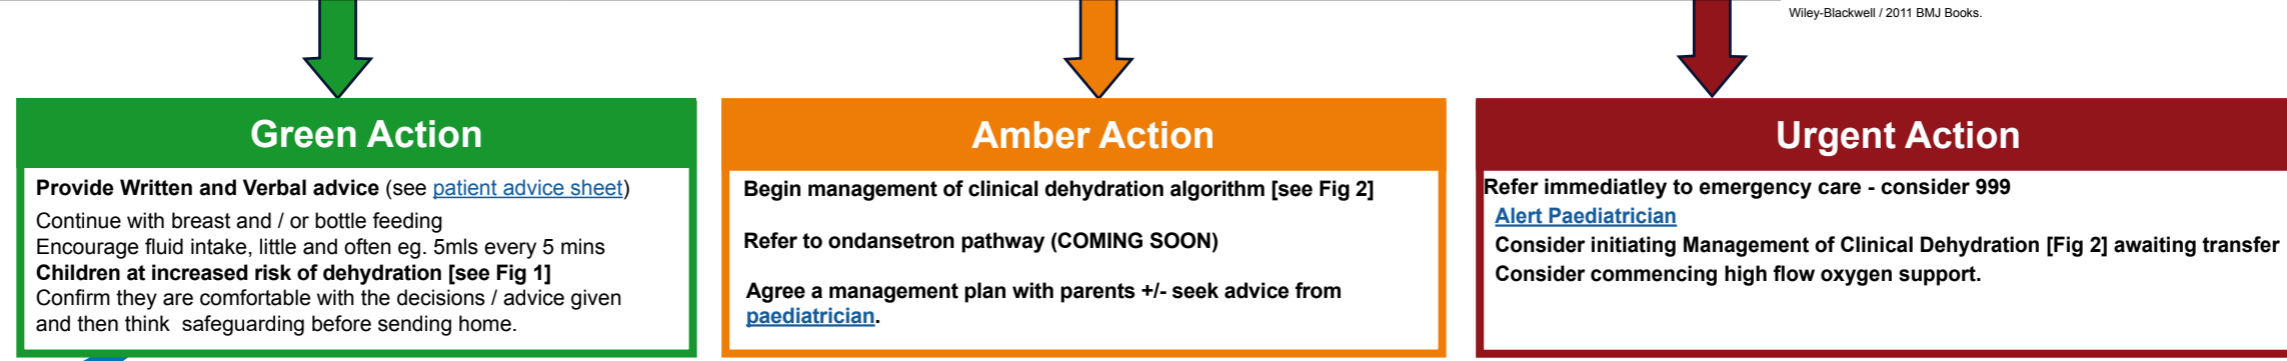 Wiley-Blackwell / 2011 BMJ Books.
Green Action
Provide Written and Verbal advice (see patient advice sheet)
Continue with breast and / or bottle feeding
Encourage fluid intake, little and often eg. 5mls every 5 mins
Children at increased risk of dehydration [see Fig 1]
Confirm they are comfortable with the decisions / advice given
and then think safeguarding before sending home.
Amber Action
Begin management of clinical dehydration algorithm [see Fig 2]
Refer to ondansetron pathway (COMING SOON)
Agree a management plan with parents +/- seek advice from
paediatrician.
Urgent Action
Refer immediatley to emergency care - consider 999
Alert Paediatrician
Consider initiating Management of Clinical Dehydration [Fig 2] awaiting transfer
Consider commencing high flow oxygen support.